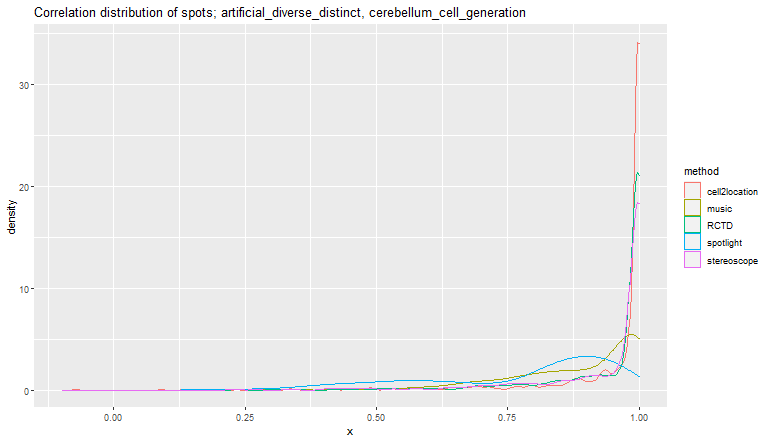 Correlation distribution of spots; artificial_diverse_distinct, cerebellum_cell_generation
density
30
20
10
0
0.00 0.25 0.50 0.75 1.00
x
method
cell2location
music
RCTD
spotlight
stereoscope